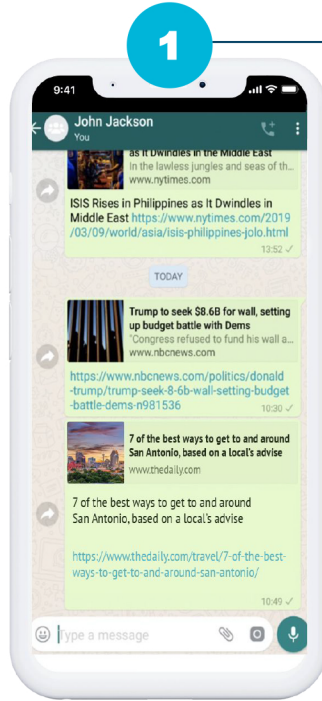 1
9:41
John Jackson
You
as It Dwindles in the Middle East
In the lawless jungles and seas of th...
www.nytimes.com
ISIS Rises in Philippines as It Dwindles in
Middle East https://www.nytimes.com/2019
/03/09/world/asia/isis-philippines-jolo.html
13:52
TODAY
Trump to seek $8.6B for wall, setting
up budget battle with Dems
"Congress refused to fund his wall a...
www.nbcnews.com
https://www.nbcnews.com/politics/donald
-trump/trump-seek-8-6b-wall-setting-budget
-battle-dems-n981536
10:30
7 of the best ways to get to and around
San Antonio, based on a local's advise
www.thedaily.com
7 of the best ways to get to and around
San Antonio, based on a local's advise
https://www.thedaily.com/travel/7-of-the-best-
ways-to-get-to-and-around-san-antonio/
10:49
Type a message